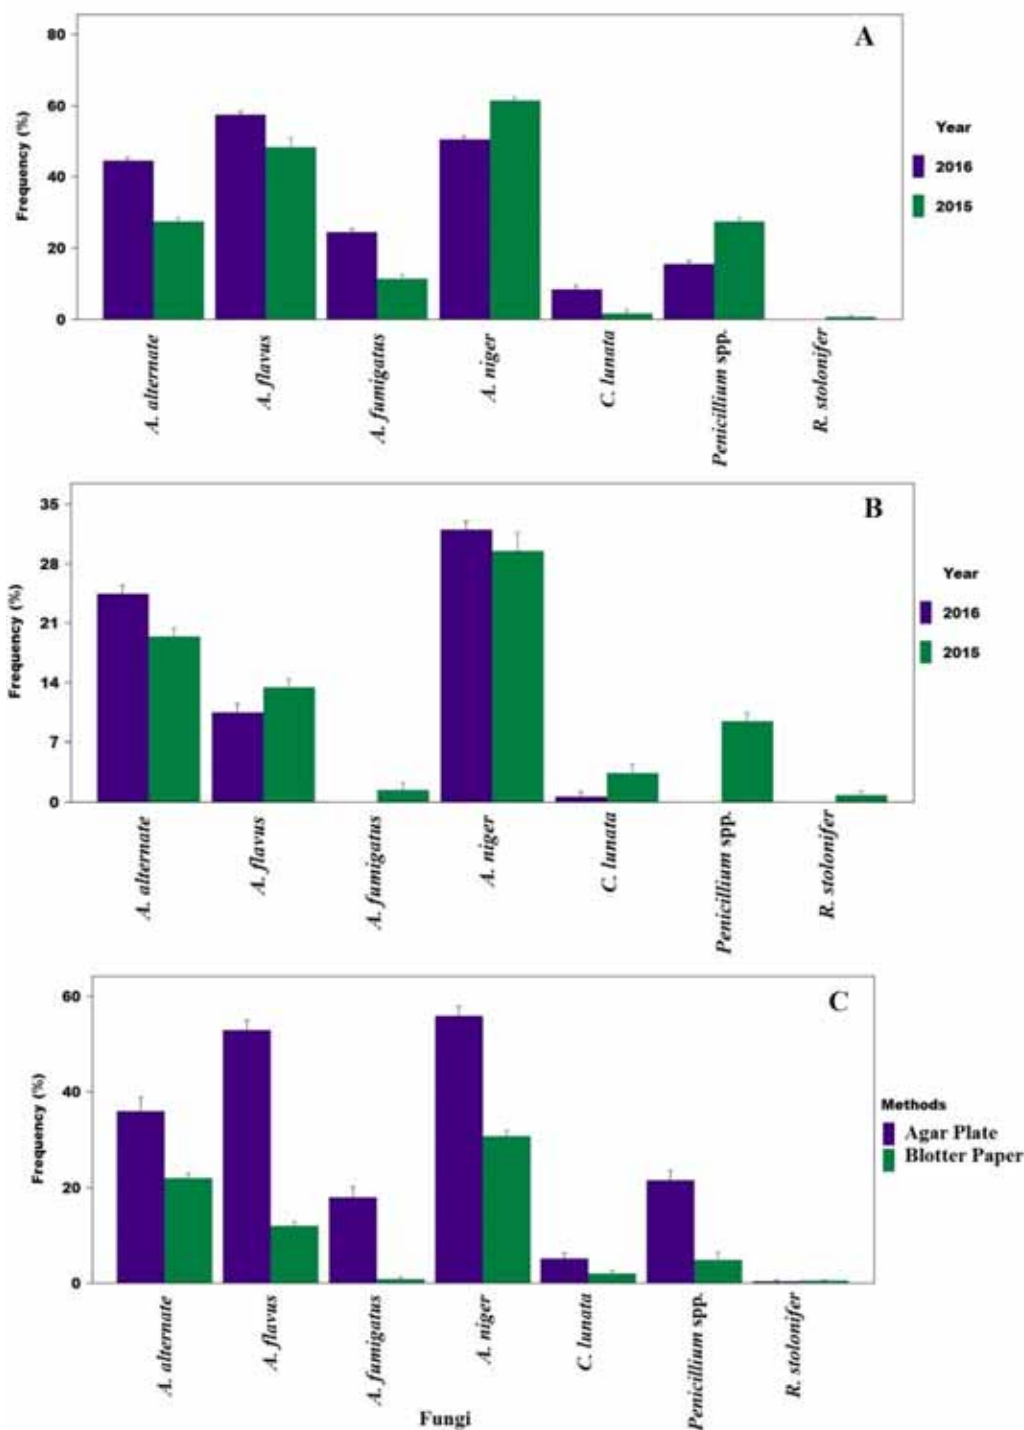 A
80
60
40
20
0
Frequency (%)
Year
2016
2015
A. alternate
A. flavus
A. fumigatus
A. niger
C. lunata
Penicillium spp.
R. stolonifer
B
35
28
21
14
7
0
Frequency (%)
Year
2016
2015
A. alternate
A. flavus
A. fumigatus
A. niger
C. lunata
Penicillium spp.
R. stolonifer
C
60
40
20
0
Frequency (%)
Methods
Agar Plate
Blotter Paper
A. alternate
A. flavus
A. fumigatus
A. niger
C. lunata
Penicillium spp.
R. stolonifer
Fungi